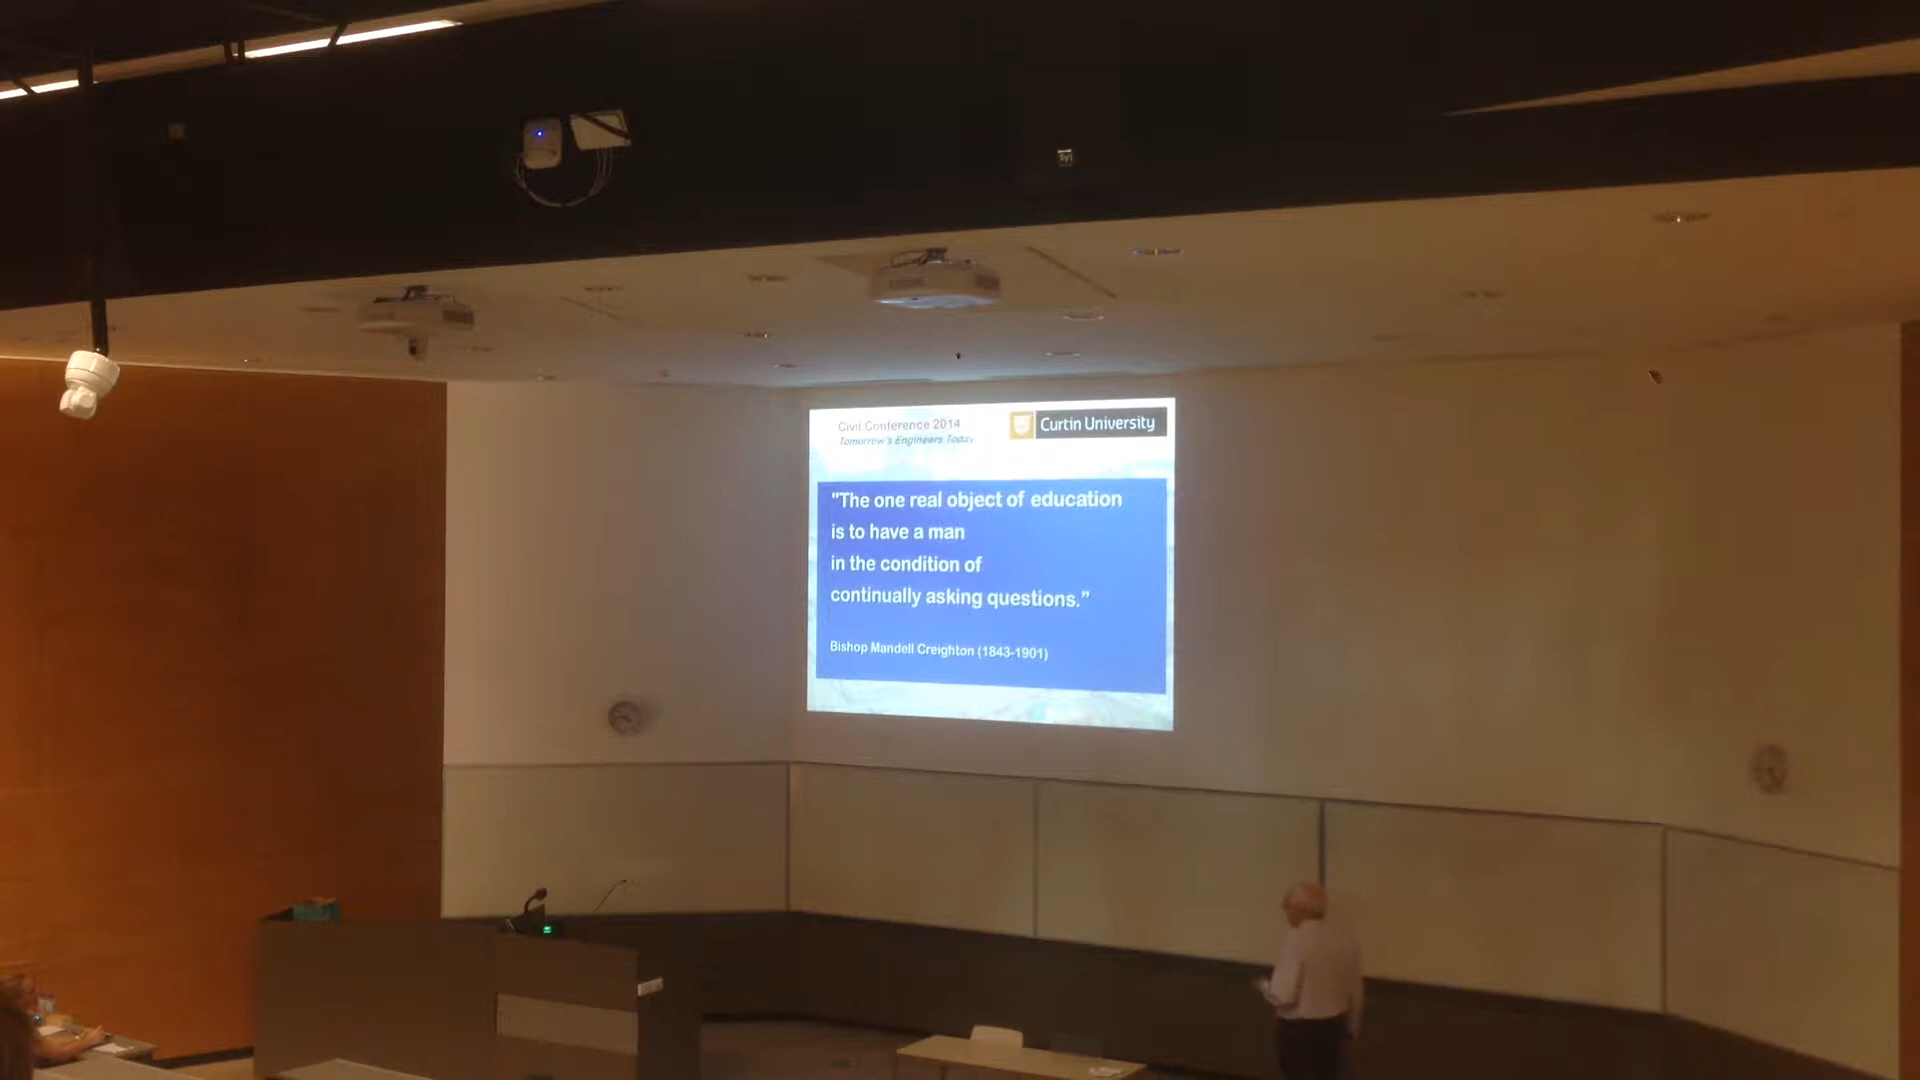 Civil Conference 2014
Tomorrow's Engineers Today
Curtin University
"The one real object of education
is to have a man
in the condition of
continually asking questions.”
Bishop Mandell Creighton (1843-1901)